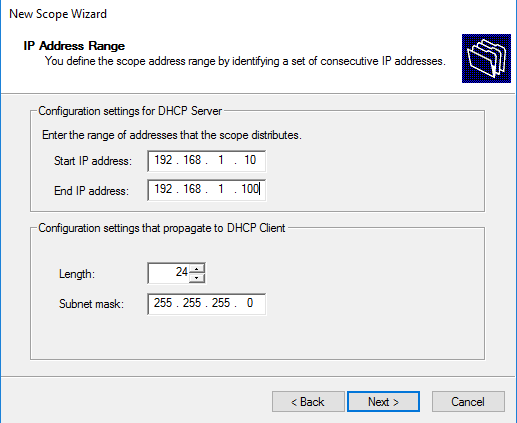 New Scope Wizard
IP Address Range
You define the scope address range by identifying a set of consecutive IP addresses.
Configuration settings for DHCP Server
Enter the range of addresses that the scope distributes.
Start IP address: 192 . 168 . 1 . 10
End IP address: 192 . 168 . 1 . 100
Configuration settings that propagate to DHCP Client
Length: 24
Subnet mask: 255 . 255 . 255 . 0
< Back Next > Cancel